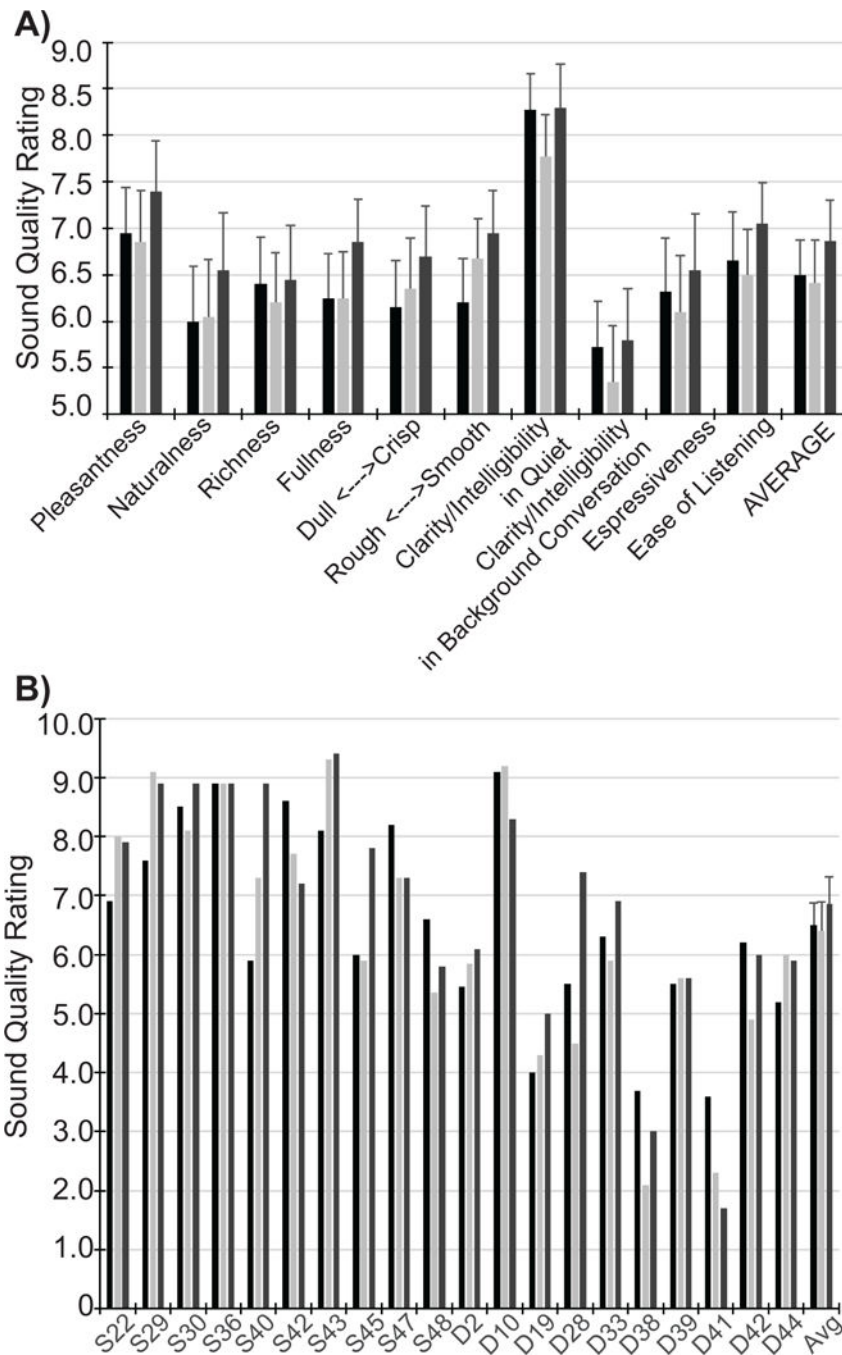 A)
Sound Quality Rating
9.0
8.5
8.0
7.5
7.0
6.5
6.0
5.5
5.0
Pleasantness
Naturalness
Richness
Fullness
Dull <--->Crisp
Rough <--->Smooth
Clarity/Intelligibility
in Quiet
Clarity/Intelligibility
in Background Conversation
Espressiveness
Ease of Listening
AVERAGE
B)
Sound Quality Rating
10.0
9.0
8.0
7.0
6.0
5.0
4.0
3.0
2.0
1.0
0
S22
S29
S30
S36
S40
S42
S43
S45
S47
S48
D2
D10
D19
D28
D33
D38
D39
D41
D42
D44
Avg